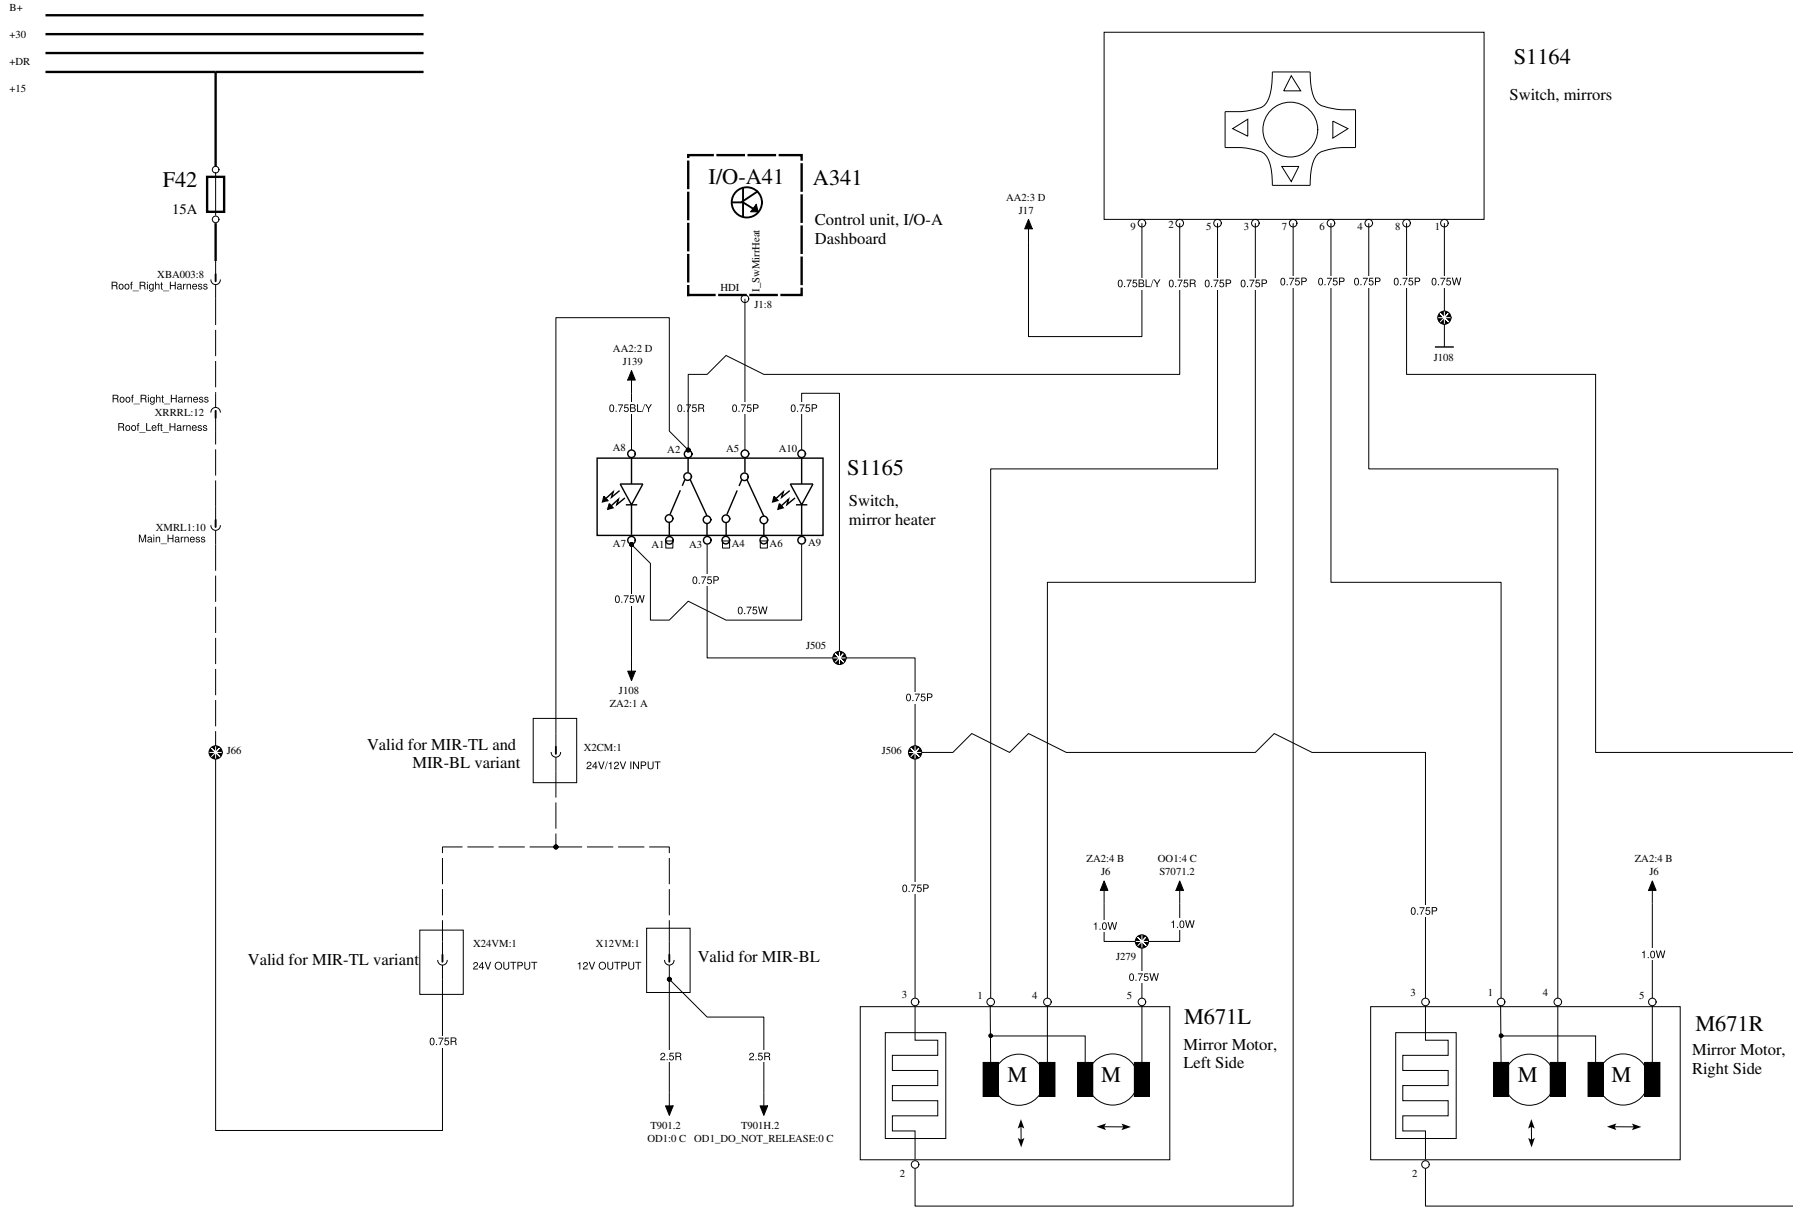 B+
+30
+DR
+15
F42
15A
XBA003:8
Roof_Right_Harness
Roof_Right_Harness
XRRRL:12
Roof_Left_Harness
XMRL1:10
Main_Harness
J66
I/O-A41
A341
Control unit, I/O-A
Dashboard
I_SwMirrHeat
HDI
J1:8
AA2:2 D
J139
0.75BL/Y
0.75R
0.75P
0.75P
A8
A2
A5
A10
S1165
Switch,
mirror heater
A7
A1
A3
A4
A6
A9
0.75P
0.75W
0.75W
J108
ZA2:1 A
J505
0.75P
J506
0.75P
S1164
Switch, mirrors
AA2:3 D
J17
9
2
5
3
7
6
4
8
1
0.75BL/Y
0.75R
0.75P
0.75P
0.75P
0.75P
0.75P
0.75P
0.75W
J108
Valid for MIR-TL and
MIR-BL variant
X2CM:1
24V/12V INPUT
Valid for MIR-TL variant
X24VM:1
24V OUTPUT
X12VM:1
12V OUTPUT
Valid for MIR-BL
0.75R
2.5R
2.5R
T901.2
OD1:0 C
T901H.2
OD1_DO_NOT_RELEASE:0 C
ZA2:4 B
J6
OO1:4 C
S7071.2
1.0W
1.0W
J279
0.75W
3
1
4
5
M671L
Mirror Motor,
Left Side
M
M
2
ZA2:4 B
J6
0.75P
1.0W
3
1
4
5
M671R
Mirror Motor,
Right Side
M
M
2